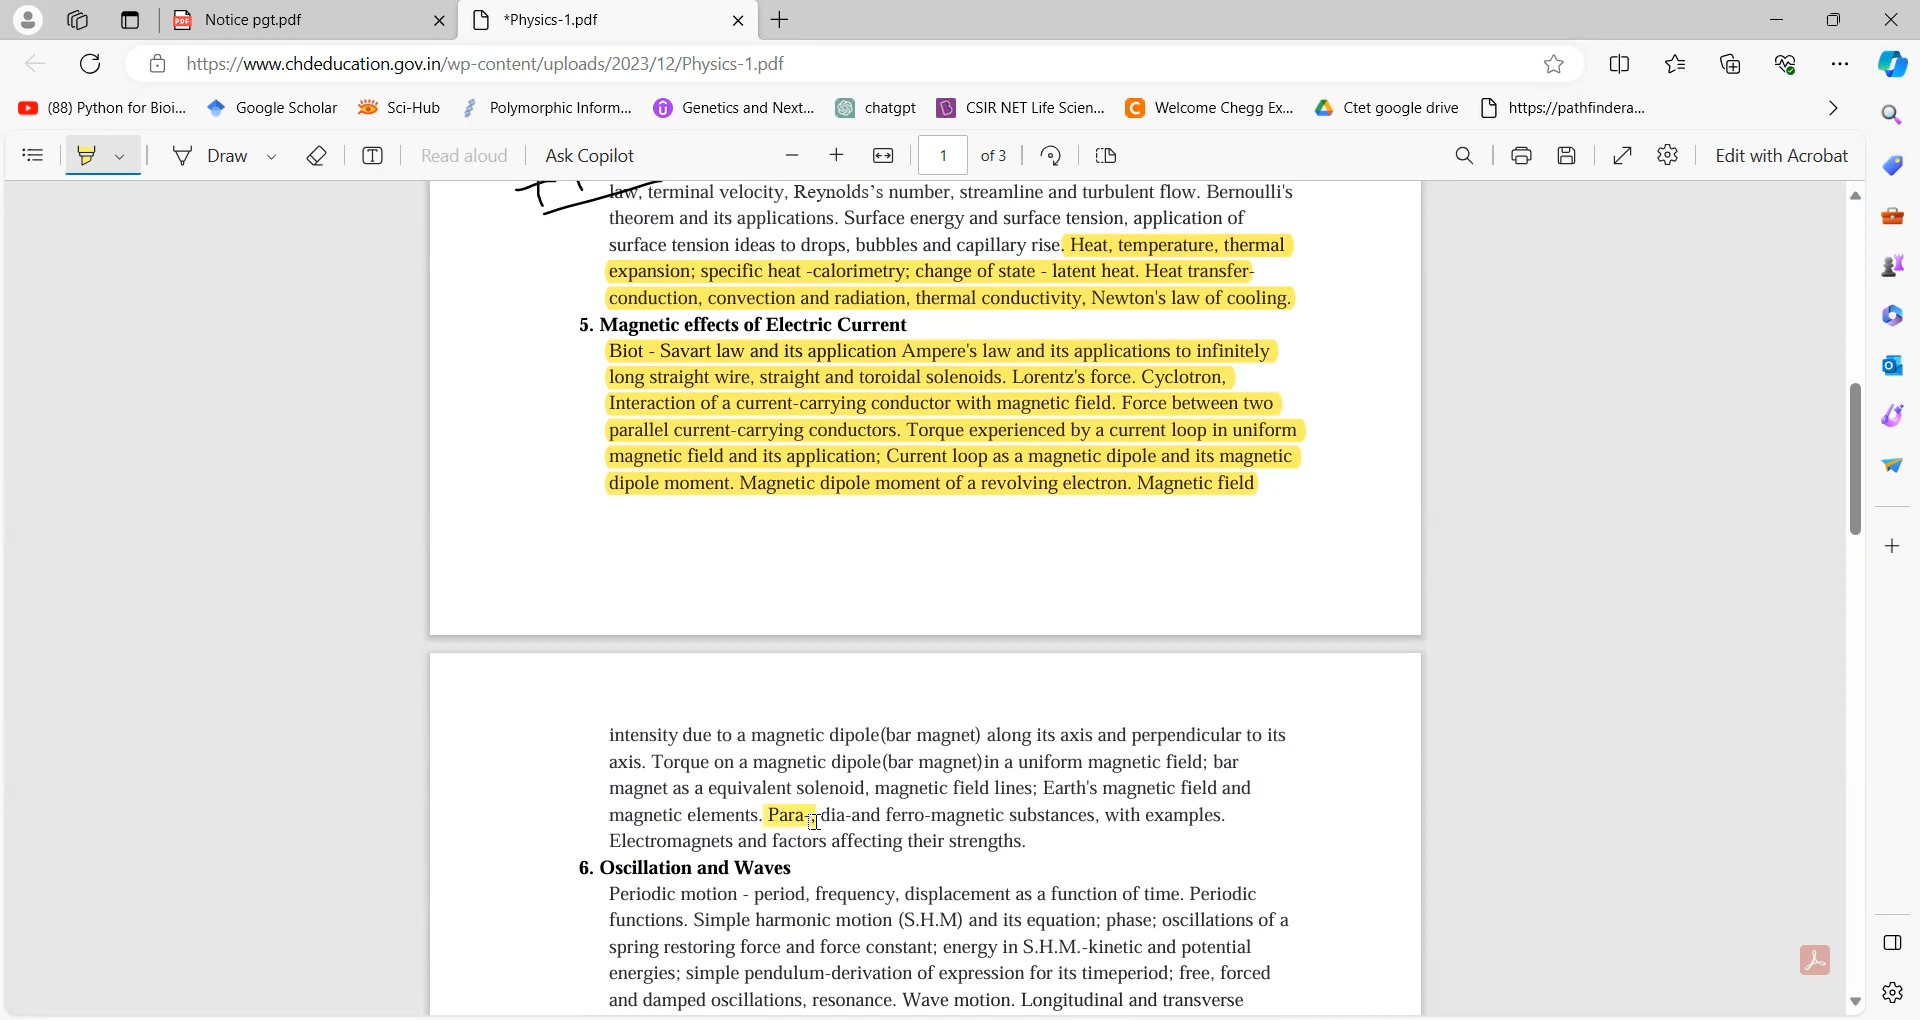 Notice pgt.pdf
*Physics-1.pdf
https://www.chdeducation.gov.in/wp-content/uploads/2023/12/Physics-1.pdf
(88) Python for Bioi...
Google Scholar
Sci-Hub
Polymorphic Inform...
Genetics and Next...
chatgpt
CSIR NET Life Scien...
Welcome Chegg Ex...
Ctet google drive
https://pathfindera...
Draw
Read aloud
Ask Copilot
1 of 3
Edit with Acrobat
law, terminal velocity, Reynolds's number, streamline and turbulent flow. Bernoulli's
theorem and its applications. Surface energy and surface tension, application of
surface tension ideas to drops, bubbles and capillary rise. Heat, temperature, thermal
expansion; specific heat -calorimetry; change of state - latent heat. Heat transfer-
conduction, convection and radiation, thermal conductivity, Newton's law of cooling.
5. Magnetic effects of Electric Current
Biot - Savart law and its application Ampere's law and its applications to infinitely
long straight wire, straight and toroidal solenoids. Lorentz's force. Cyclotron,
Interaction of a current-carrying conductor with magnetic field. Force between two
parallel current-carrying conductors. Torque experienced by a current loop in uniform
magnetic field and its application; Current loop as a magnetic dipole and its magnetic
dipole moment. Magnetic dipole moment of a revolving electron. Magnetic field
intensity due to a magnetic dipole(bar magnet) along its axis and perpendicular to its
axis. Torque on a magnetic dipole(bar magnet)in a uniform magnetic field; bar
magnet as a equivalent solenoid, magnetic field lines; Earth's magnetic field and
magnetic elements. Para-,dia-and ferro-magnetic substances, with examples.
Electromagnets and factors affecting their strengths.
6. Oscillation and Waves
Periodic motion - period, frequency, displacement as a function of time. Periodic
functions. Simple harmonic motion (S.H.M) and its equation; phase; oscillations of a
spring restoring force and force constant; energy in S.H.M.-kinetic and potential
energies; simple pendulum-derivation of expression for its timeperiod; free, forced
and damped oscillations, resonance. Wave motion. Longitudinal and transverse